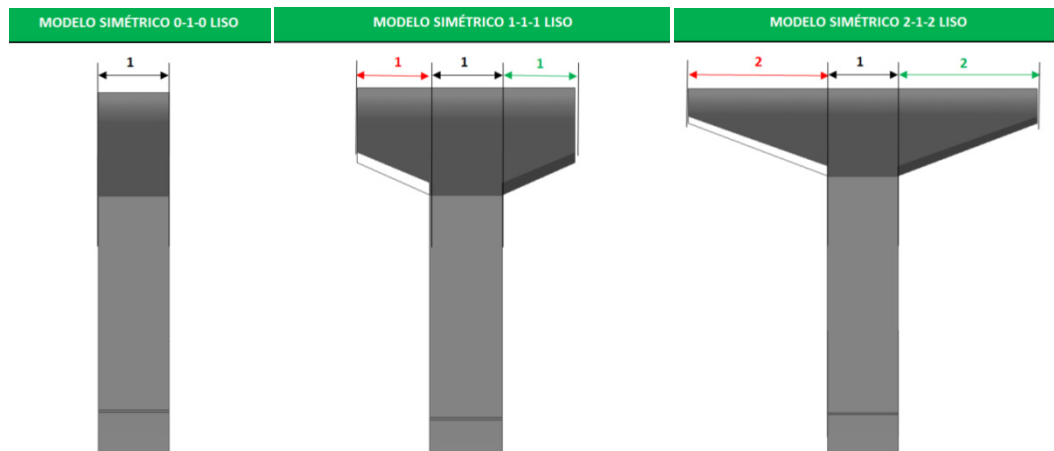 MODELO SIMÉTRICO 0-1-0 LISO
MODELO SIMÉTRICO 1-1-1 LISO
MODELO SIMÉTRICO 2-1-2 LISO
1
1 1 1
2 1 2